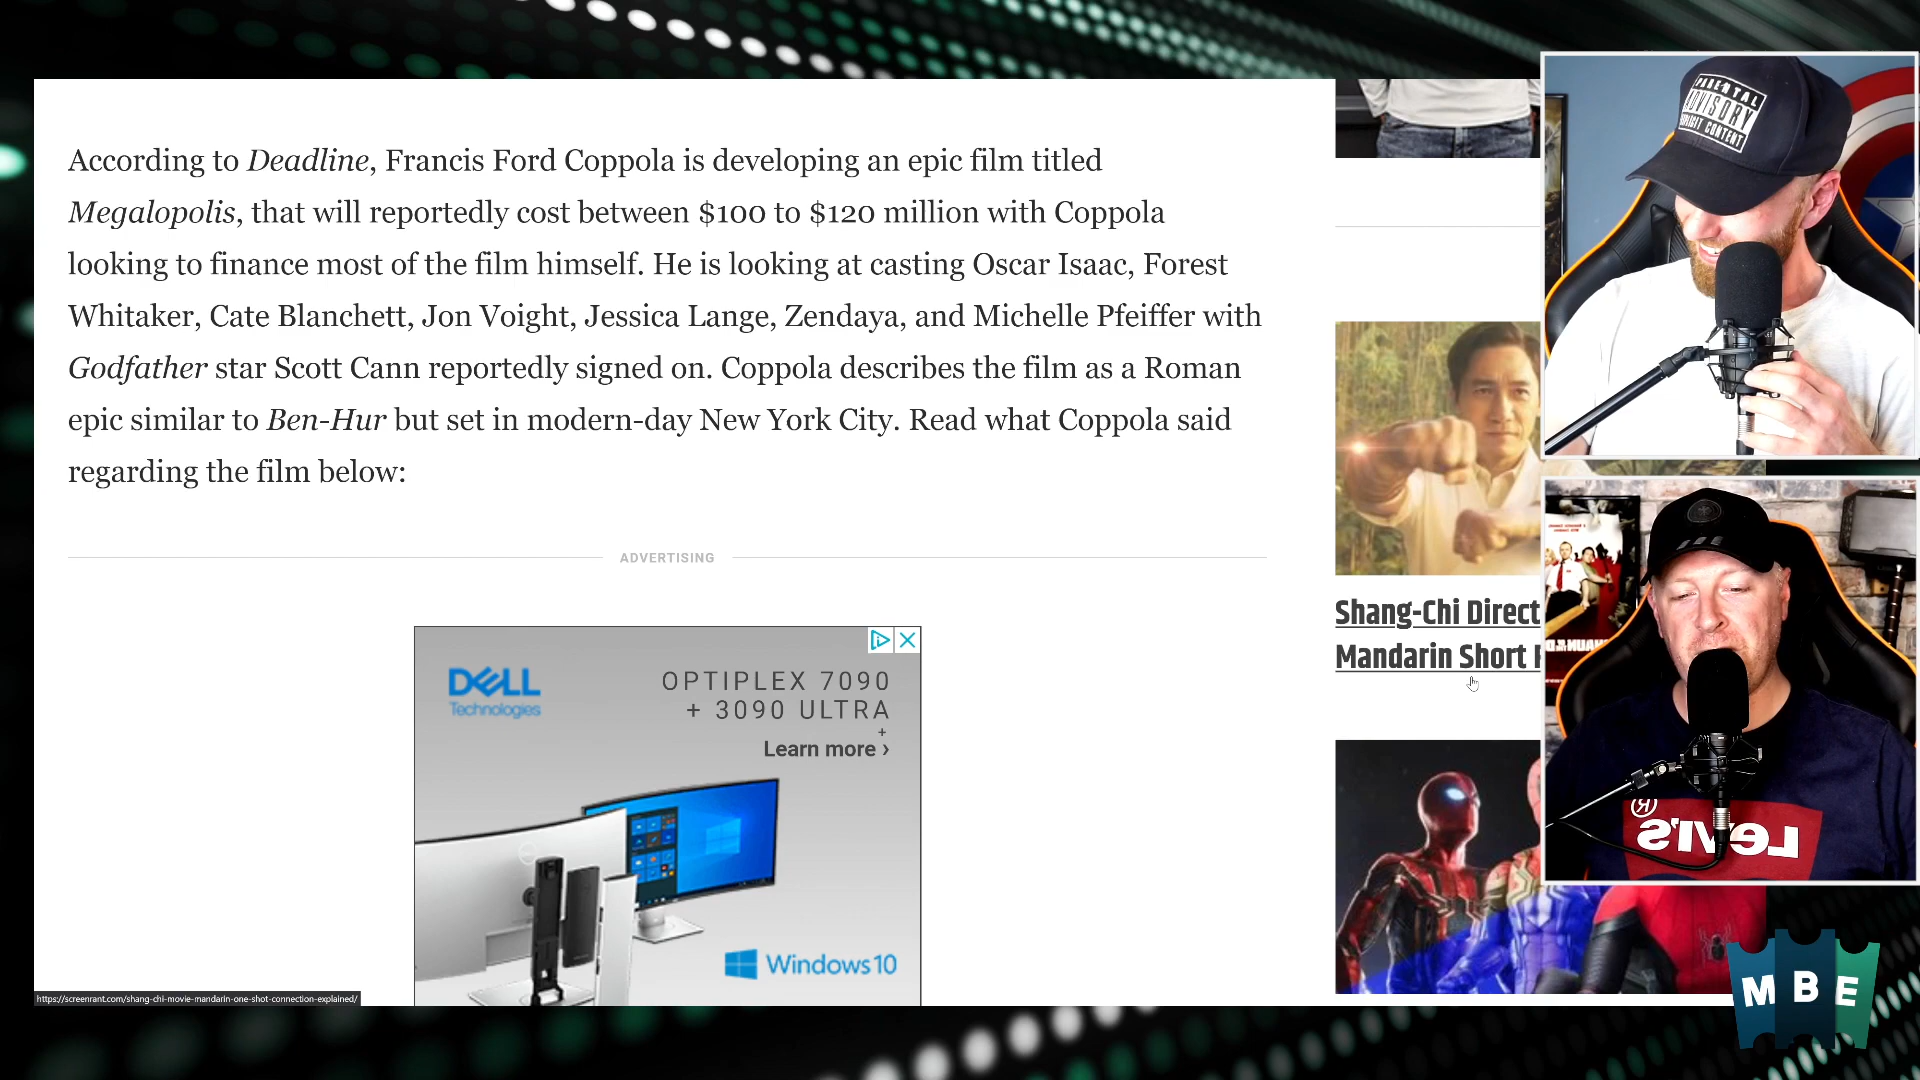 According to Deadline, Francis Ford Coppola is developing an epic film titled
Megalopolis, that will reportedly cost between $100 to $120 million with Coppola
looking to finance most of the film himself. He is looking at casting Oscar Isaac, Forest
Whitaker, Cate Blanchett, Jon Voight, Jessica Lange, Zendaya, and Michelle Pfeiffer with
Godfather star Scott Cann reportedly signed on. Coppola describes the film as a Roman
epic similar to Ben-Hur but set in modern-day New York City. Read what Coppola said
regarding the film below:
ADVERTISING
DELL
Technologies
OPTIPLEX 7090
+ 3090 ULTRA
+
Learn more ›
Windows 10
https://screenrant.com/shang-chi-movie-mandarin-one-shot-connection-explained/
Shang-Chi Direct
Mandarin Short
PARENTAL
ADVISORY
EXPLICIT CONTENT
Levi's
®
MBE